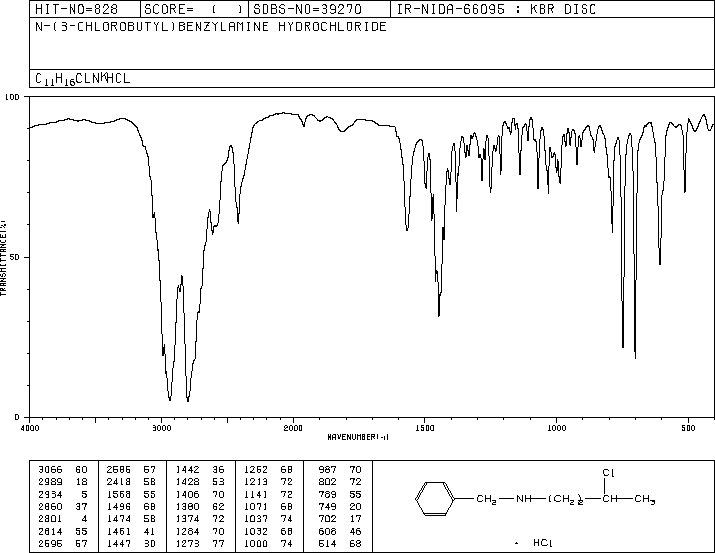 HIT-NO=828 SCORE= ( ) SDBS-NO=39270 IR-NIDA-66095 : KBR DISC
N-(3-CHLOROBUTYL)BENZYLAMINE HYDROCHLORIDE
C11H16CLN*HCL
100
50
0
TRANSMITTANCE(%)
4000 3000 2000 1500 1000 500
WAVENUMBER(-1)
3066 60 2586 57 1442 36 1252 68 987 70
2989 18 2418 58 1428 53 1213 72 802 72
2934 5 1568 55 1406 70 1141 72 789 55
2860 37 1496 68 1380 62 1071 68 749 20
2801 4 1474 58 1374 72 1037 74 702 17
2614 55 1461 41 1284 70 1032 68 608 46
2595 57 1447 30 1273 77 1000 74 514 68
Cl
CH2 NH (CH2)2 CH CH3
• HCl